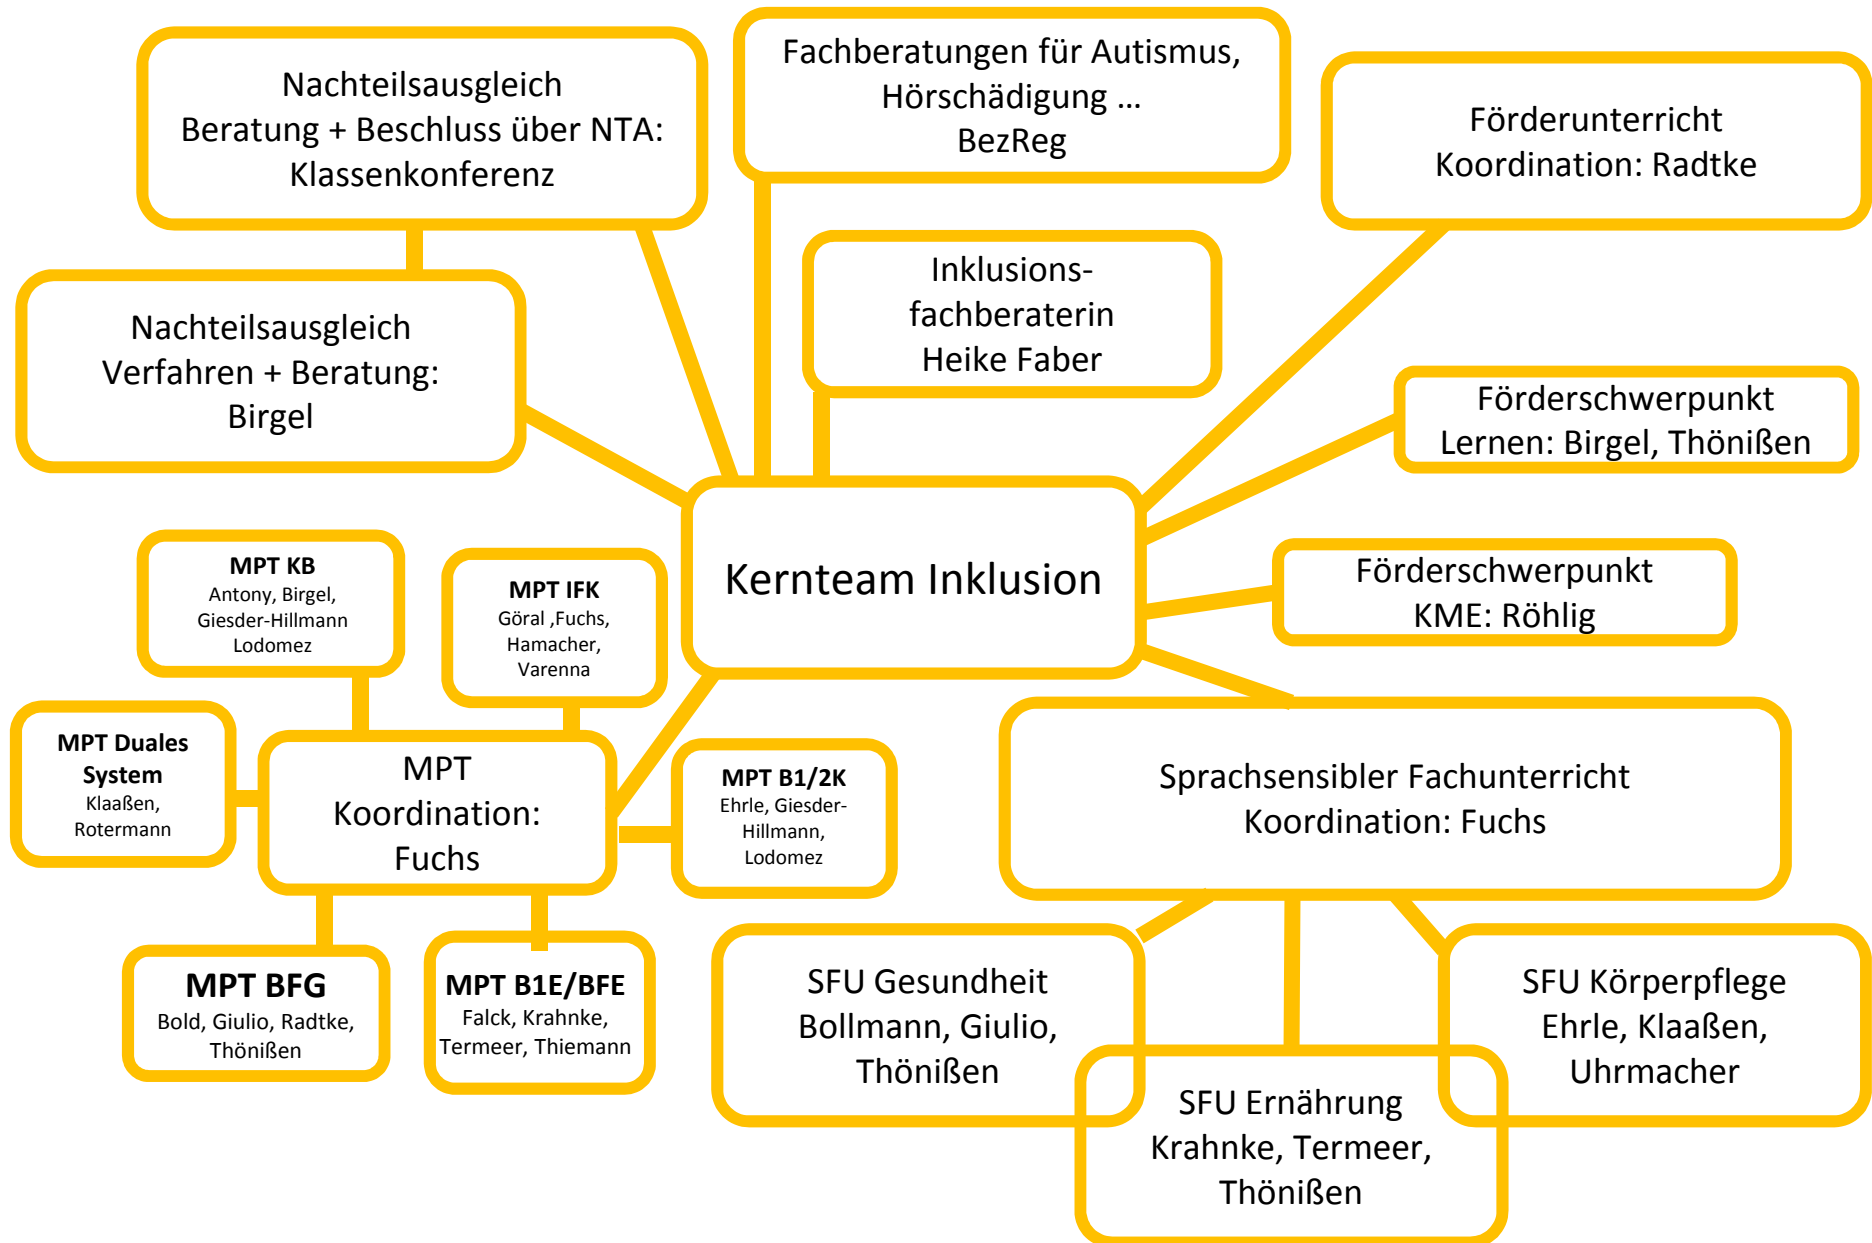 Nachteilsausgleich
Beratung + Beschluss über NTA:
Klassenkonferenz
Fachberatungen für Autismus,
Hörschädigung ...
BezReg
Förderunterricht
Koordination: Radtke
Nachteilsausgleich
Verfahren + Beratung:
Birgel
Inklusions-
fachberaterin
Heike Faber
Förderschwerpunkt
Lernen: Birgel, Thönißen
Kernteam Inklusion
Förderschwerpunkt
KME: Röhlig
MPT KB
Antony, Birgel,
Giesder-Hillmann
Lodomez
MPT IFK
Göral ,Fuchs,
Hamacher,
Varenna
MPT Duales
System
Klaaßen,
Rotermann
MPT
Koordination:
Fuchs
MPT B1/2K
Ehrle, Giesder-
Hillmann,
Lodomez
Sprachsensibler Fachunterricht
Koordination: Fuchs
MPT BFG
Bold, Giulio, Radtke,
Thönißen
MPT B1E/BFE
Falck, Krahnke,
Termeer, Thiemann
SFU Gesundheit
Bollmann, Giulio,
Thönißen
SFU Ernährung
Krahnke, Termeer,
Thönißen
SFU Körperpflege
Ehrle, Klaaßen,
Uhrmacher